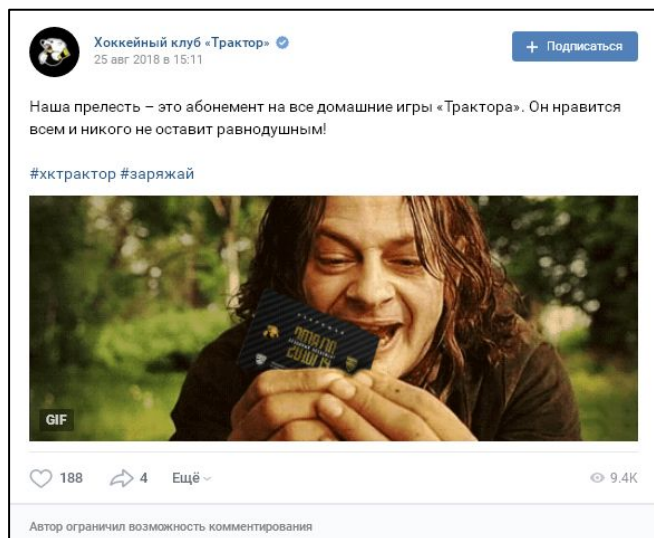 Хоккейный клуб «Трактор»
25 авг 2018 в 15:11
+ Подписаться
Наша прелесть – это абонемент на все домашние игры «Трактора». Он нравится
всем и никого не оставит равнодушным!
#хктрактор #заряжай
GIF
188
4
Ещё
9.4K
Автор ограничил возможность комментирования